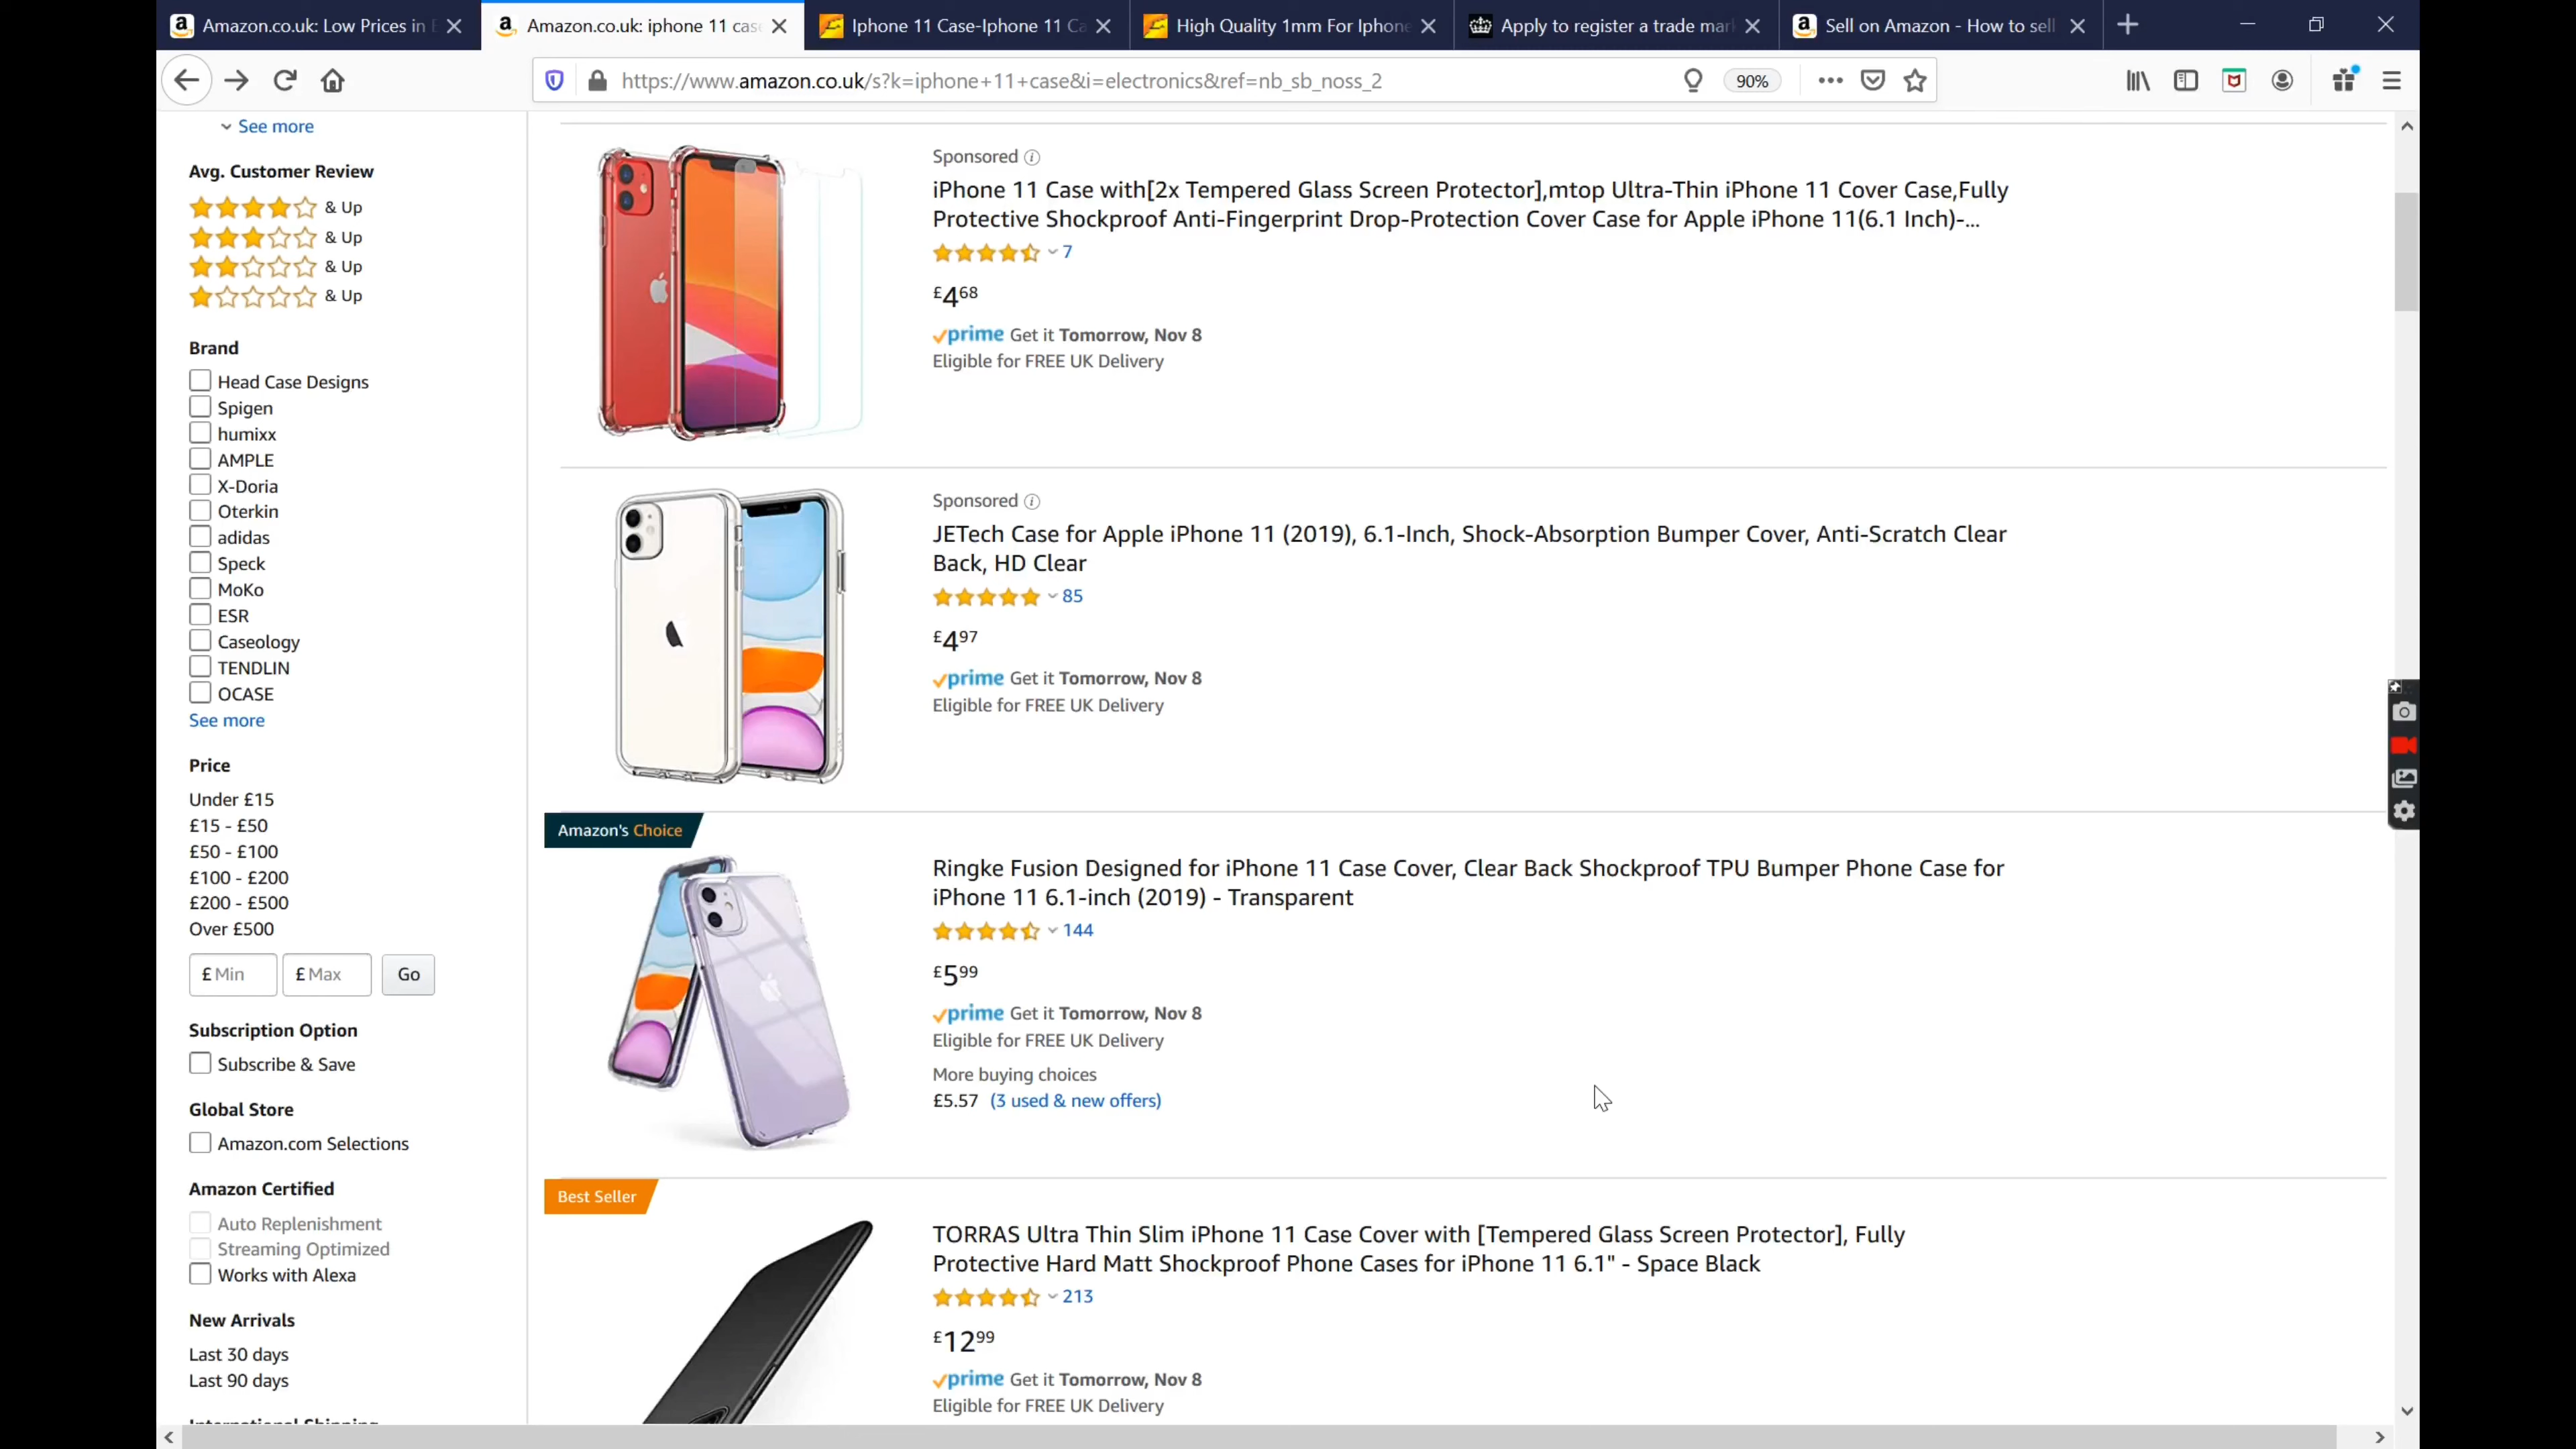 Amazon.co.uk: Low Prices in E
Amazon.co.uk: iphone 11 case
Iphone 11 Case-Iphone 11 Ca
High Quality 1mm For Iphone
Apply to register a trade mar
Sell on Amazon - How to sell
https://www.amazon.co.uk/s?k=iphone+11+case&i=electronics&ref=nb_sb_noss_2
90%
See more
Avg. Customer Review
& Up
& Up
& Up
& Up
Brand
Head Case Designs
Spigen
humixx
AMPLE
X-Doria
Oterkin
adidas
Speck
MoKo
ESR
Caseology
TENDLIN
OCASE
See more
Price
Under £15
£15 - £50
£50 - £100
£100 - £200
£200 - £500
Over £500
£ Min
£ Max
Go
Subscription Option
Subscribe & Save
Global Store
Amazon.com Selections
Amazon Certified
Auto Replenishment
Streaming Optimized
Works with Alexa
New Arrivals
Last 30 days
Last 90 days
International Shipping
Sponsored
iPhone 11 Case with[2x Tempered Glass Screen Protector],mtop Ultra-Thin iPhone 11 Cover Case,Fully
Protective Shockproof Anti-Fingerprint Drop-Protection Cover Case for Apple iPhone 11(6.1 Inch)-...
7
£4 68
prime Get it Tomorrow, Nov 8
Eligible for FREE UK Delivery
Sponsored
JETech Case for Apple iPhone 11 (2019), 6.1-Inch, Shock-Absorption Bumper Cover, Anti-Scratch Clear
Back, HD Clear
85
£4 97
prime Get it Tomorrow, Nov 8
Eligible for FREE UK Delivery
Amazon's Choice
Ringke Fusion Designed for iPhone 11 Case Cover, Clear Back Shockproof TPU Bumper Phone Case for
iPhone 11 6.1-inch (2019) - Transparent
144
£5 99
prime Get it Tomorrow, Nov 8
Eligible for FREE UK Delivery
More buying choices
£5.57 (3 used & new offers)
Best Seller
TORRAS Ultra Thin Slim iPhone 11 Case Cover with [Tempered Glass Screen Protector], Fully
Protective Hard Matt Shockproof Phone Cases for iPhone 11 6.1" - Space Black
213
£12 99
prime Get it Tomorrow, Nov 8
Eligible for FREE UK Delivery